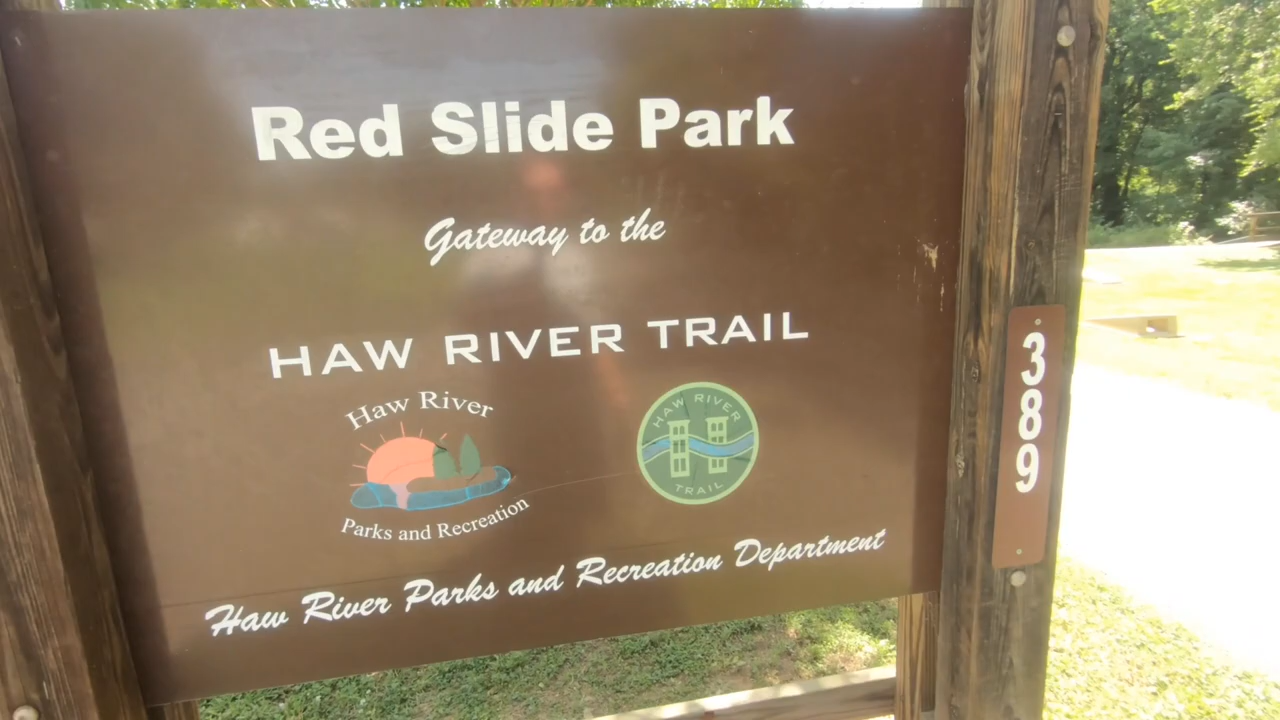 Red Slide Park
Gateway to the
HAW RIVER TRAIL
Haw River
Parks and Recreation
HAW RIVER
TRAIL
Haw River Parks and Recreation Department
389